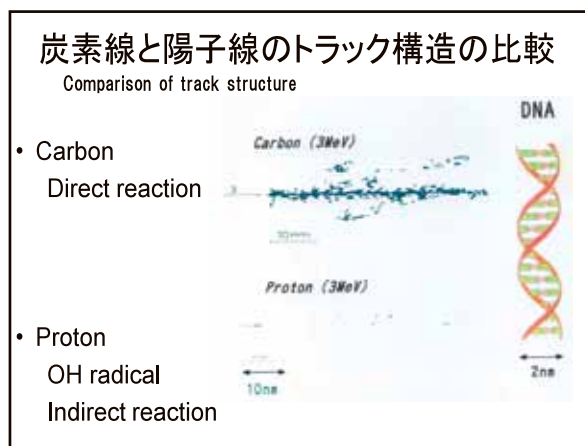 炭素線と陽子線のトラック構造の比較
Comparison of track structure
DNA
• Carbon
Direct reaction
Carbon (3MeV)
Proton (3MeV)
• Proton
OH radical
Indirect reaction
10nm
2nm